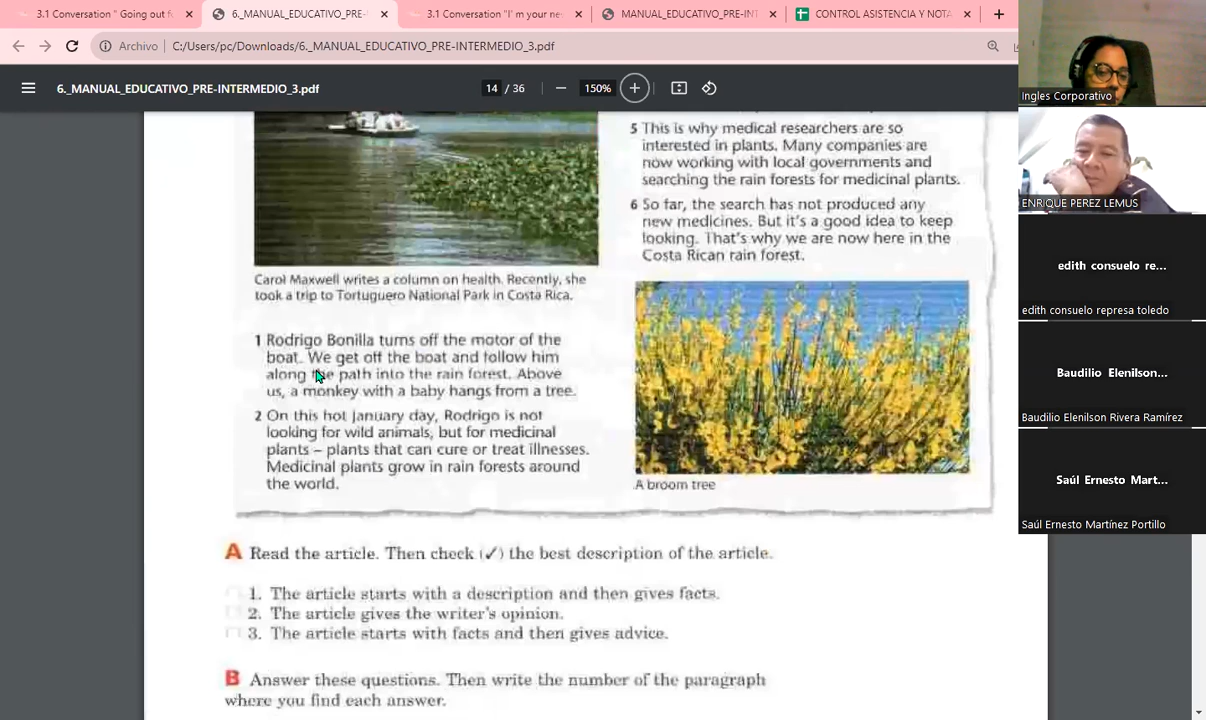 3.1 Conversation " Going out f
6._MANUAL_EDUCATIVO_PRE-
3.1 Conversation "I' m your ne
MANUAL_EDUCATIVO_PRE-INT
CONTROL ASISTENCIA Y NOTA
Archivo
C:/Users/pc/Downloads/6._MANUAL_EDUCATIVO_PRE-INTERMEDIO_3.pdf
6._MANUAL_EDUCATIVO_PRE-INTERMEDIO_3.pdf
14 / 36
150%
Carol Maxwell writes a column on health. Recently, she
took a trip to Tortuguero National Park in Costa Rica.
1 Rodrigo Bonilla turns off the motor of the
boat. We get off the boat and follow him
along the path into the rain forest. Above
us, a monkey with a baby hangs from a tree.
2 On this hot January day, Rodrigo is not
looking for wild animals, but for medicinal
plants – plants that can cure or treat illnesses.
Medicinal plants grow in rain forests around
the world.
5 This is why medical researchers are so
interested in plants. Many companies are
now working with local governments and
searching the rain forests for medicinal plants.
6 So far, the search has not produced any
new medicines. But it's a good idea to keep
looking. That's why we are now here in the
Costa Rican rain forest.
A broom tree
A Read the article. Then check (✓) the best description of the article.
1. The article starts with a description and then gives facts.
2. The article gives the writer's opinion.
3. The article starts with facts and then gives advice.
B Answer these questions. Then write the number of the paragraph
where you find each answer.
Ingles Corporativo
ENRIQUE PEREZ LEMUS
edith consuelo re...
edith consuelo represa toledo
Baudilio Elenilson...
Baudilio Elenilson Rivera Ramírez
Saúl Ernesto Mart...
Saúl Ernesto Martínez Portillo